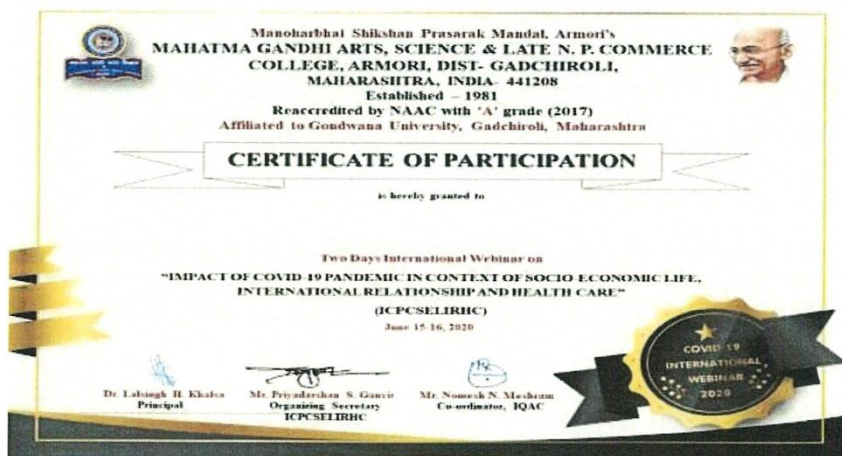 Manoharbhai Shikshan Prasarak Mandal, Armori's
MAHATMA GANDHI ARTS, SCIENCE & LATE N. P. COMMERCE
COLLEGE, ARMORI, DIST- GADCHIROLI,
MAHARASHTRA, INDIA- 441208
Established – 1981
Reaccredited by NAAC with 'A' grade (2017)
Affiliated to Gondwana University, Gadchiroli, Maharashtra
CERTIFICATE OF PARTICIPATION
is hereby granted to
Two Days International Webinar on
"IMPACT OF COVID-19 PANDEMIC IN CONTEXT OF SOCIO ECONOMIC LIFE,
INTERNATIONAL RELATIONSHIP AND HEALTH CARE"
(ICPCSELIRHC)
June 15-16, 2020
COVID-19
INTERNATIONAL
WEBINAR
2020
Dr. Lalsingh H. Khalsa
Principal
Mr. Priyadarshan S. Ganvir
Organizing Secretary
ICPCSELIRHC
Mr. Nomesh N. Meshram
Co-ordinator, IQAC